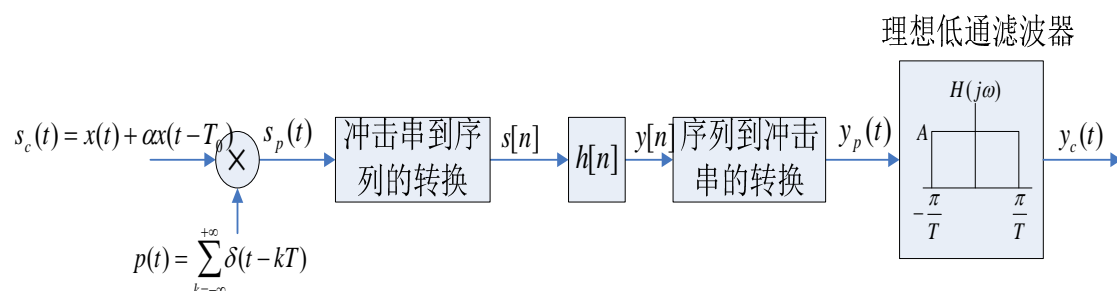 理想低通滤波器
H(jω)
A
-π/T
π/T
s_c(t) = x(t) + αx(t-T_0)
×
s_p(t)
冲击串到序
列的转换
s[n]
h[n]
y[n]
序列到冲击
串的转换
y_p(t)
y_c(t)
p(t) = ∑_{k=-∞}^{+∞} δ(t-kT)